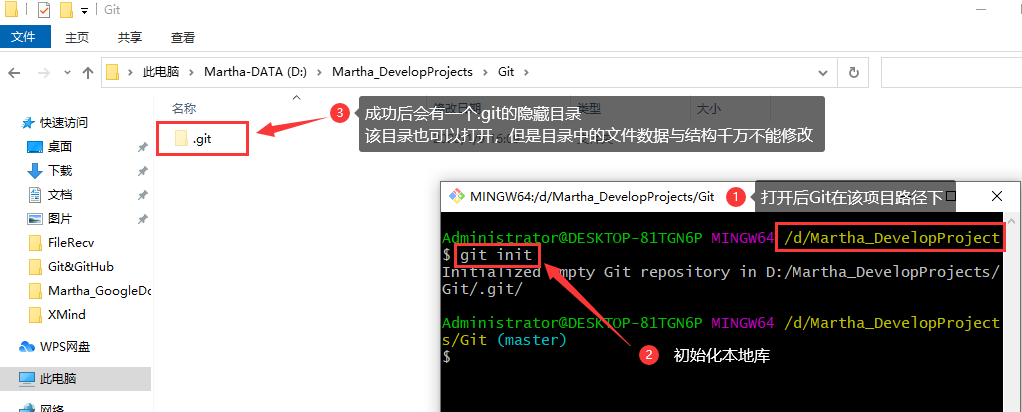 Git
文件
主页
共享
查看
此电脑 › Martha-DATA (D:) › Martha_DevelopProjects › Git ›
名称
类型
大小
快速访问
桌面
下载
文档
图片
FileRecv
Git&GitHub
Martha_GoogleDo
XMind
WPS网盘
此电脑
网络
.git
3
成功后会有一个.git的隐藏目录
该目录也可以打开，但是目录中的文件数据与结构千万不能修改
MINGW64:/d/Martha_DevelopProjects/Git
1
打开后Git在该项目路径下
Administrator@DESKTOP-81TGN6P MINGW64 /d/Martha_DevelopProject
$ git init
Initialized empty Git repository in D:/Martha_DevelopProjects/
Git/.git/
Administrator@DESKTOP-81TGN6P MINGW64 /d/Martha_DevelopProject
s/Git (master)
$
2
初始化本地库